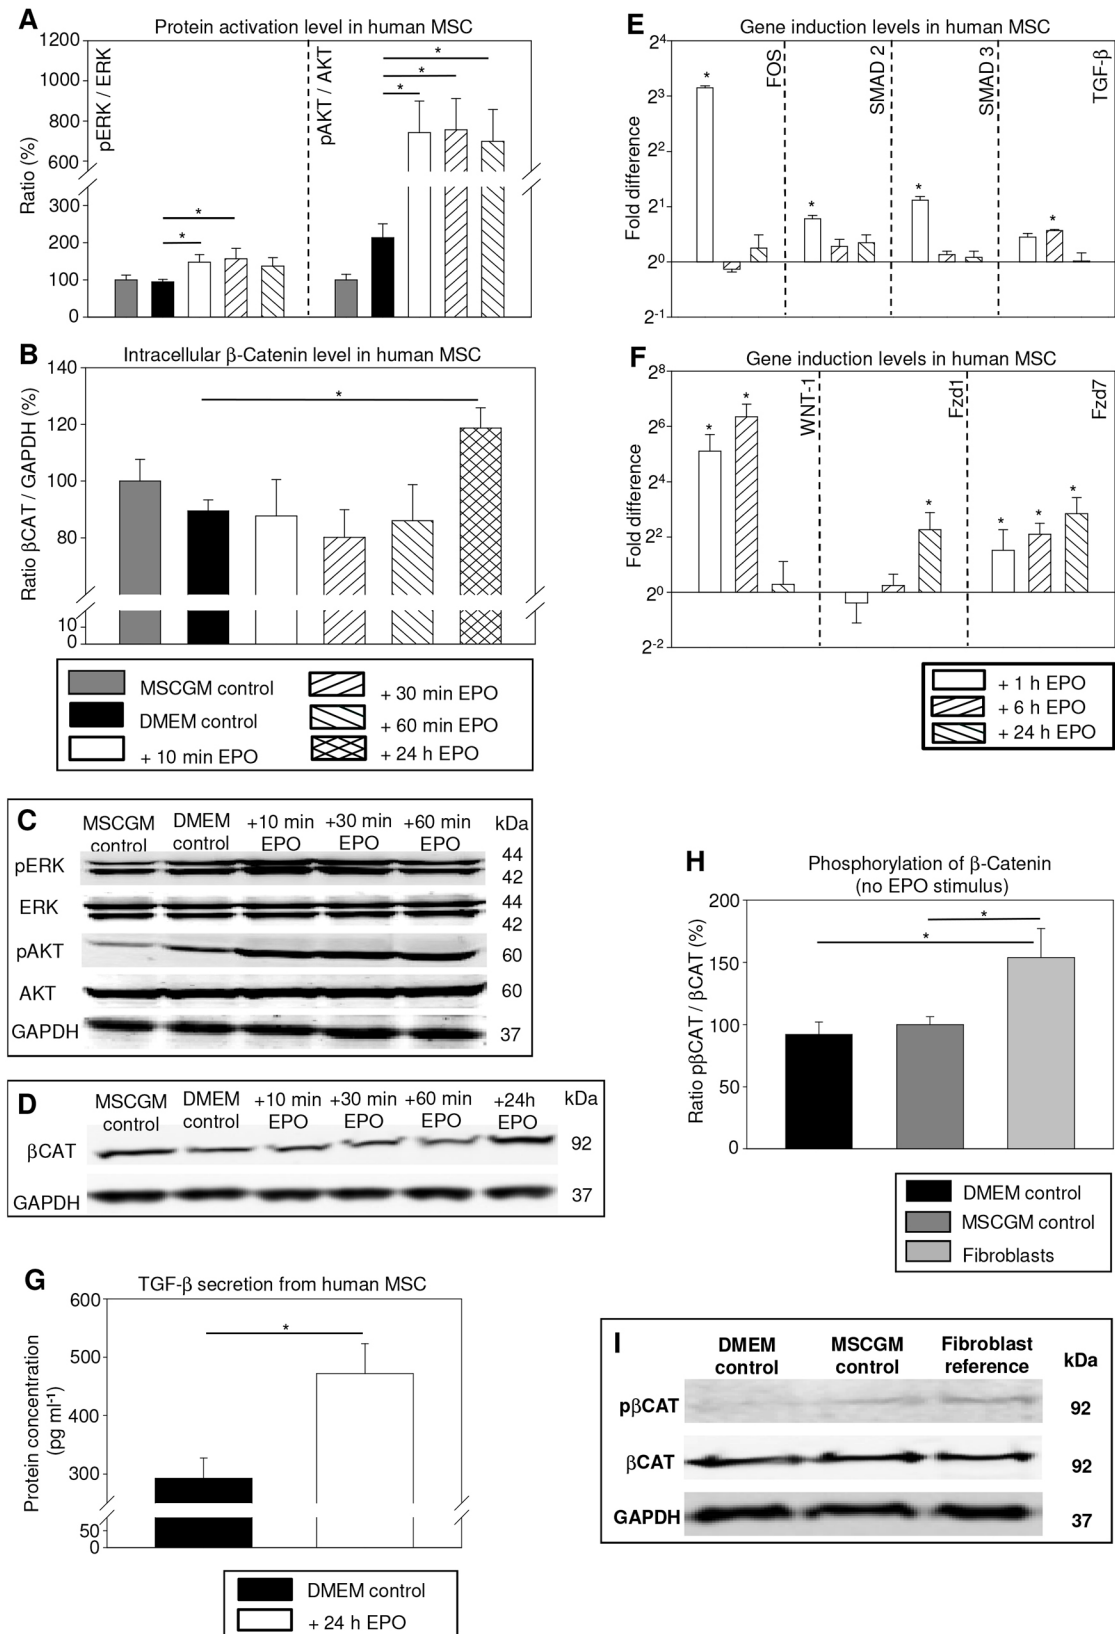 A
Protein activation level in human MSC
1200
1000
800
600
300
200
100
0
Ratio (%)
pERK / ERK
pAKT / AKT
*
*
*
*
*
B
Intracellular β-Catenin level in human MSC
140
120
100
80
10
0
Ratio βCAT / GAPDH (%)
*
MSCGM control
DMEM control
+ 10 min EPO
+ 30 min EPO
+ 60 min EPO
+ 24 h EPO
C
MSCGM control
DMEM control
+10 min EPO
+30 min EPO
+60 min EPO
kDa
pERK
44
42
ERK
44
42
pAKT
60
AKT
60
GAPDH
37
D
MSCGM control
DMEM control
+10 min EPO
+30 min EPO
+60 min EPO
+24h EPO
kDa
βCAT
92
GAPDH
37
E
Gene induction levels in human MSC
2⁴
2³
2²
2¹
2⁰
2⁻¹
Fold difference
FOS
SMAD 2
SMAD 3
TGF-β
*
*
*
*
F
Gene induction levels in human MSC
2⁸
2⁶
2⁴
2²
2⁰
2⁻²
Fold difference
WNT-1
Fzd1
Fzd7
*
*
*
*
*
*
+ 1 h EPO
+ 6 h EPO
+ 24 h EPO
G
TGF-β secretion from human MSC
600
500
400
300
50
0
Protein concentration
(pg ml⁻¹)
*
DMEM control
+ 24 h EPO
H
Phosphorylation of β-Catenin
(no EPO stimulus)
200
150
100
50
0
Ratio pβCAT / βCAT (%)
*
*
DMEM control
MSCGM control
Fibroblasts
I
DMEM control
MSCGM control
Fibroblast reference
kDa
pβCAT
92
βCAT
92
GAPDH
37